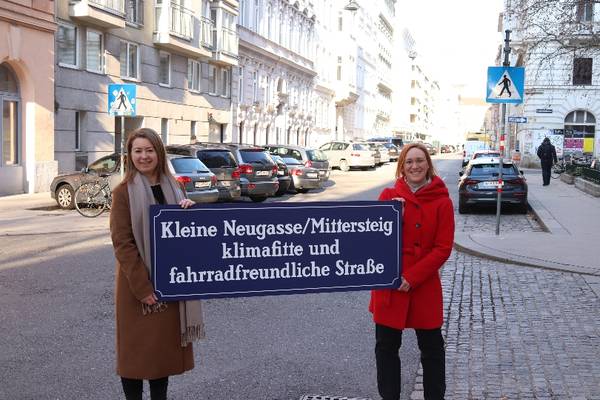 Kleine Neugasse/Mittersteig
klimafitte und
fahrradfreundliche Straße